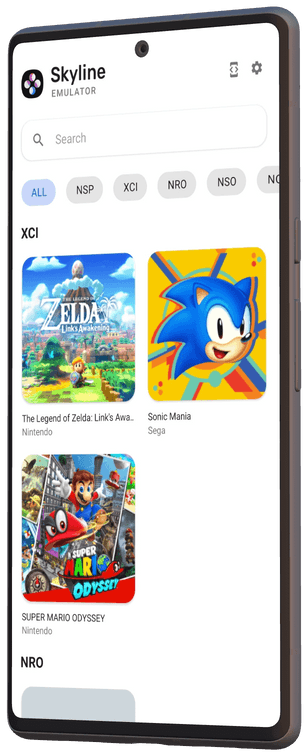 Skyline
EMULATOR
Search
ALL NSP XCI NRO NSO
XCI
THE LEGEND OF
ZELDA
Link's Awakening
The Legend of Zelda: Link's Awa..
Nintendo
Sonic Mania
Sega
SUPER
MARIO
ODYSSEY
SUPER MARIO ODYSSEY
Nintendo
NRO